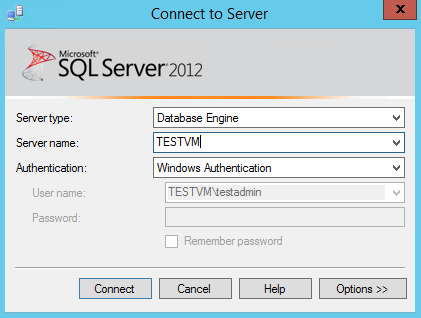 Connect to Server
x
Microsoft®
SQL Server® 2012
Server type: Database Engine
Server name: TESTVM
Authentication: Windows Authentication
User name: TESTVM\testadmin
Password:
Remember password
Connect Cancel Help Options >>